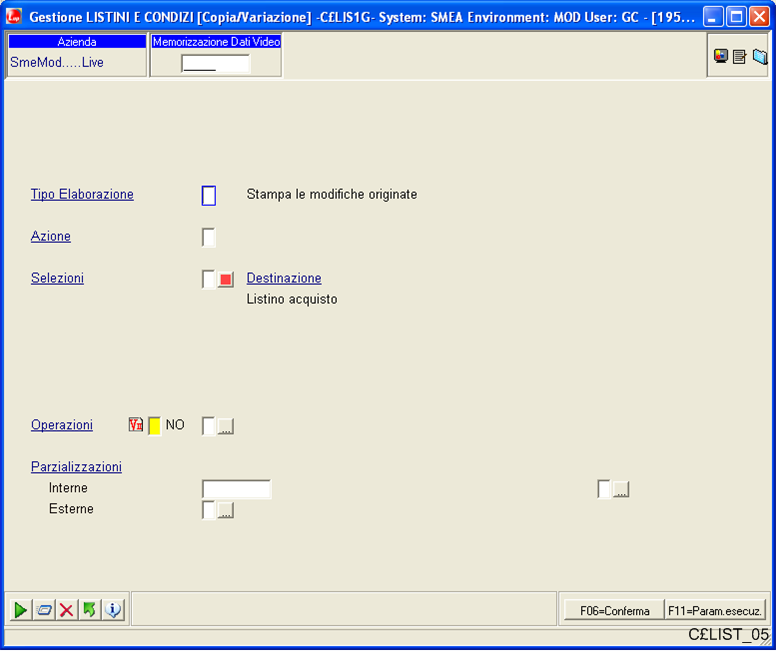 Gestione LISTINI E CONDIZI [Copia/Variazione] -C£LIS1G- System: SMEA Environment: MOD User: GC - [195...
Azienda
Memorizzazione Dati Video
SmeMod.....Live
Tipo Elaborazione
Stampa le modifiche originate
Azione
Selezioni
Destinazione
Listino acquisto
Operazioni
NO
...
Parzializzazioni
Interne
...
Esterne
...
F06=Conferma
F11=Param.esecuz.
C£LIST_05